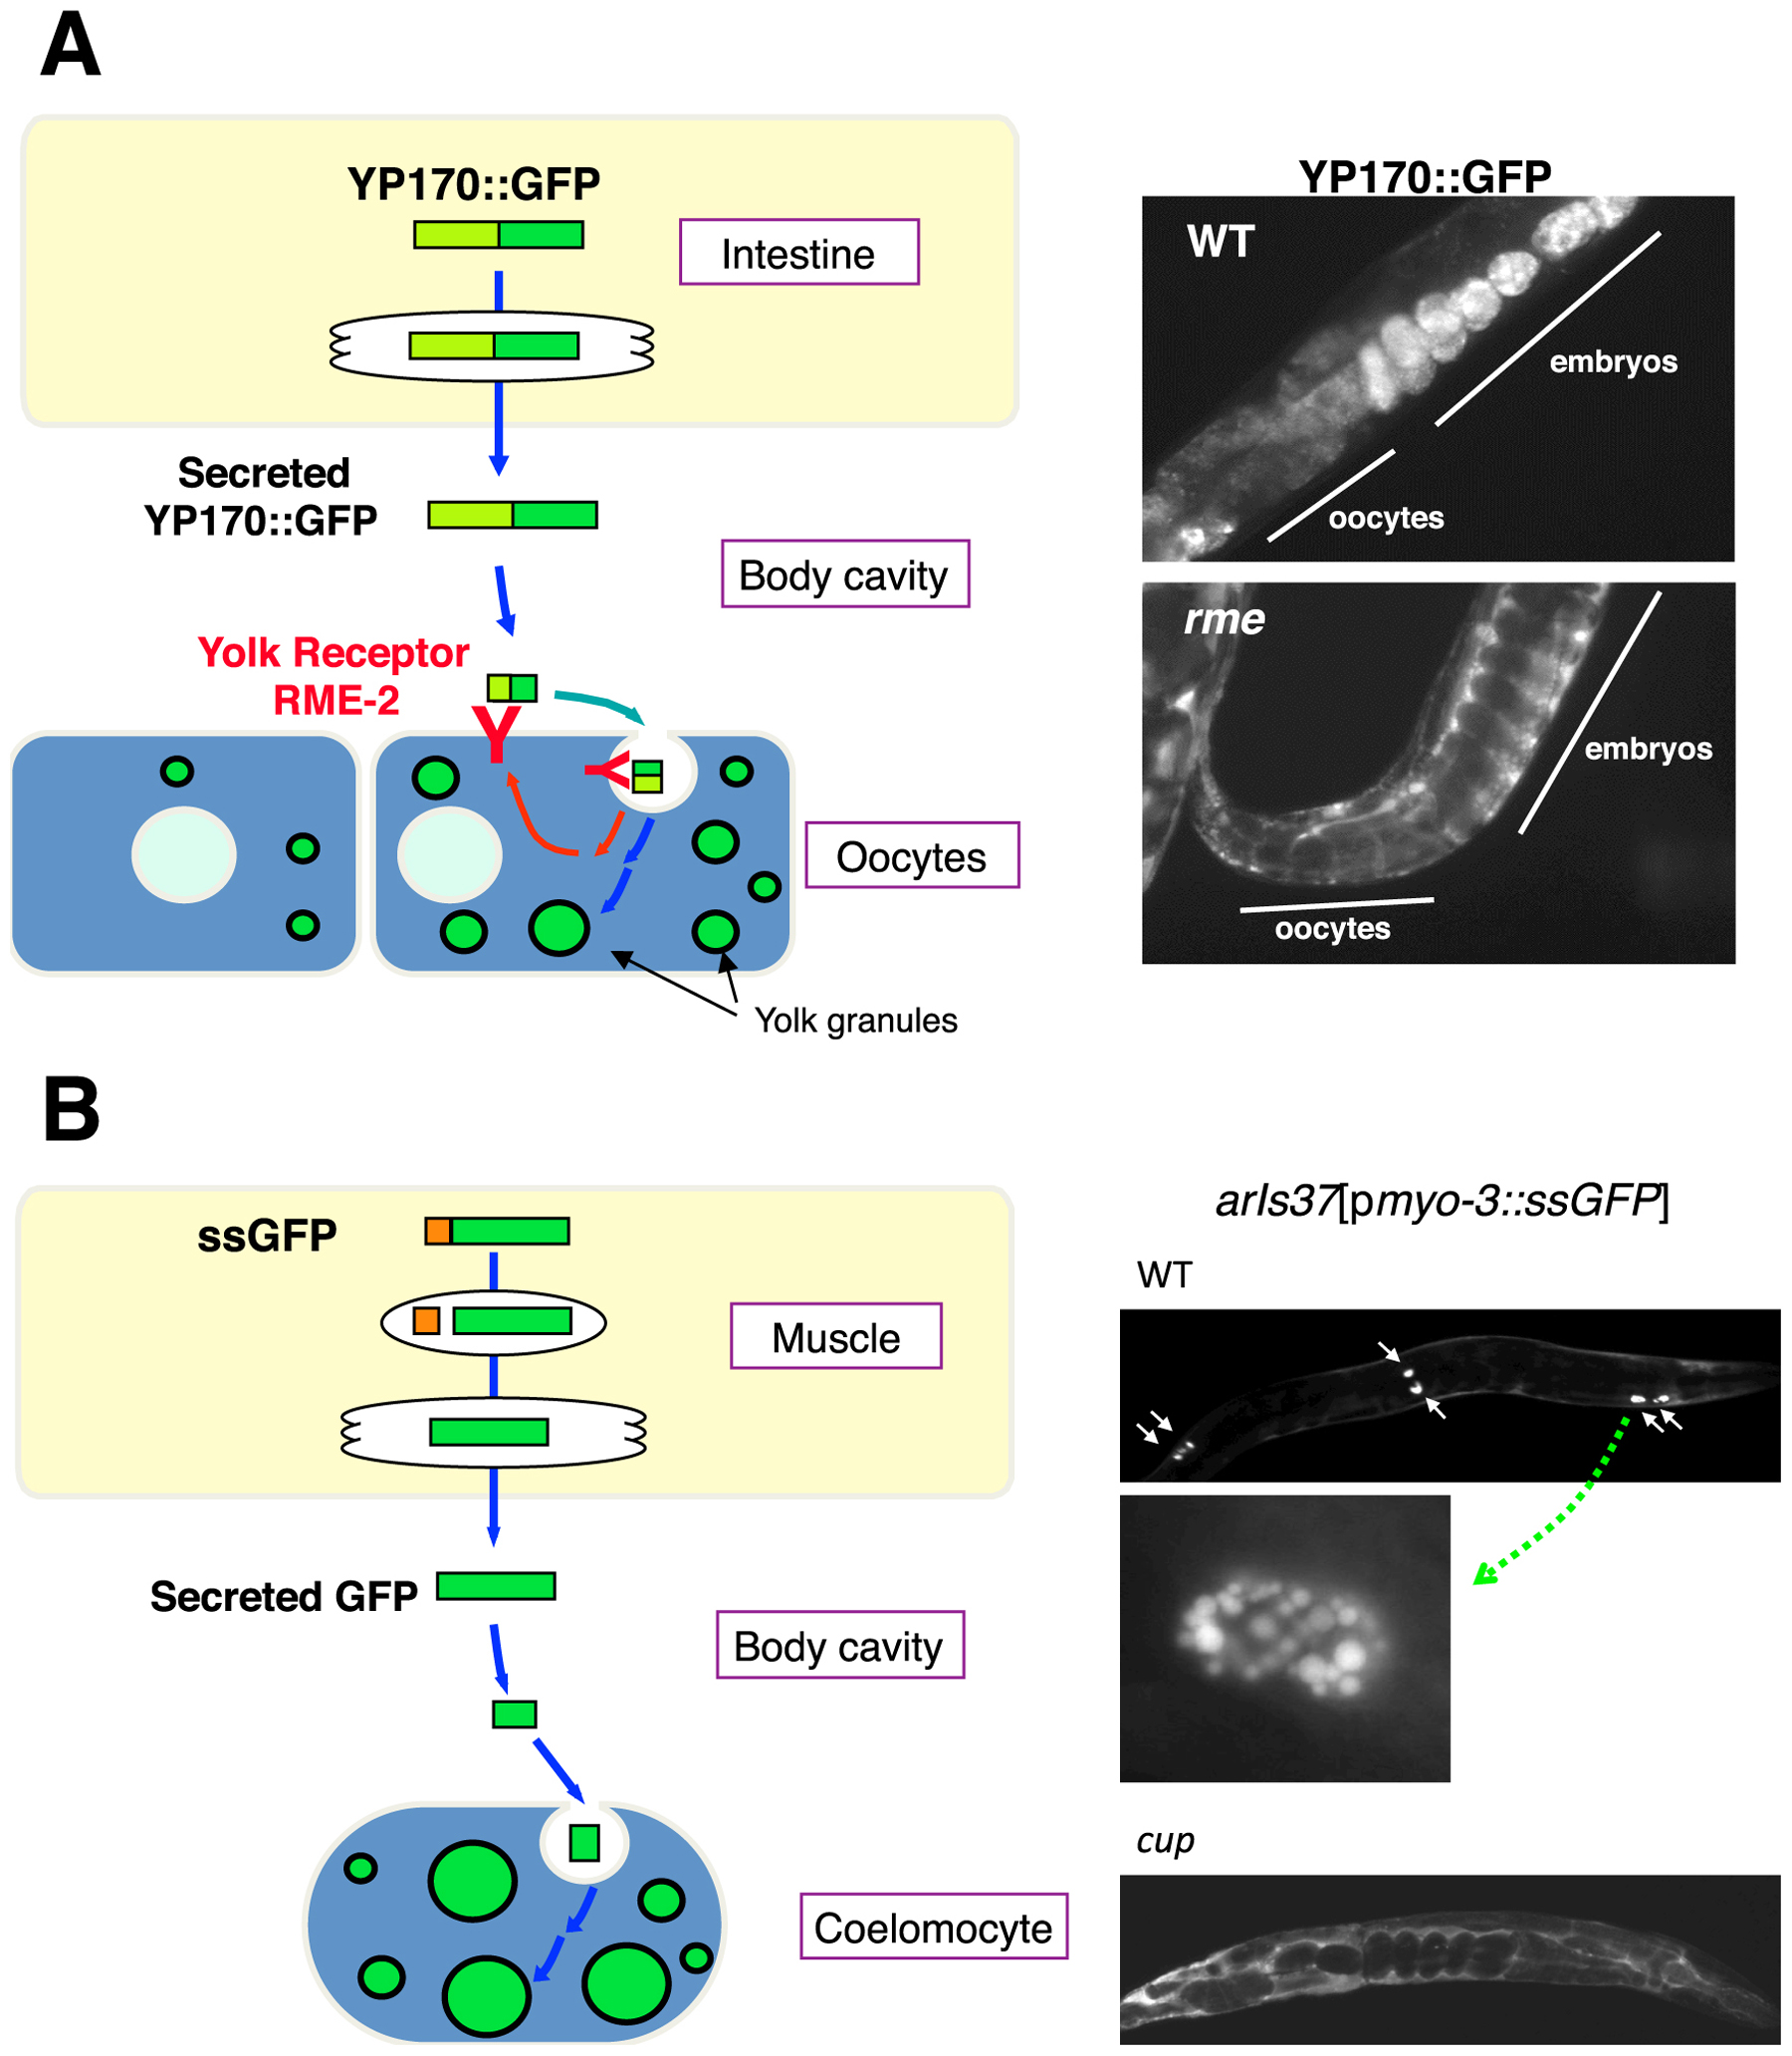 A
YP170::GFP
Intestine
Secreted
YP170::GFP
Body cavity
Yolk Receptor
RME-2
Oocytes
Yolk granules
YP170::GFP
WT
embryos
oocytes
rme
embryos
oocytes
B
ssGFP
Muscle
Secreted GFP
Body cavity
Coelomocyte
arIs37[pmyo-3::ssGFP]
WT
cup